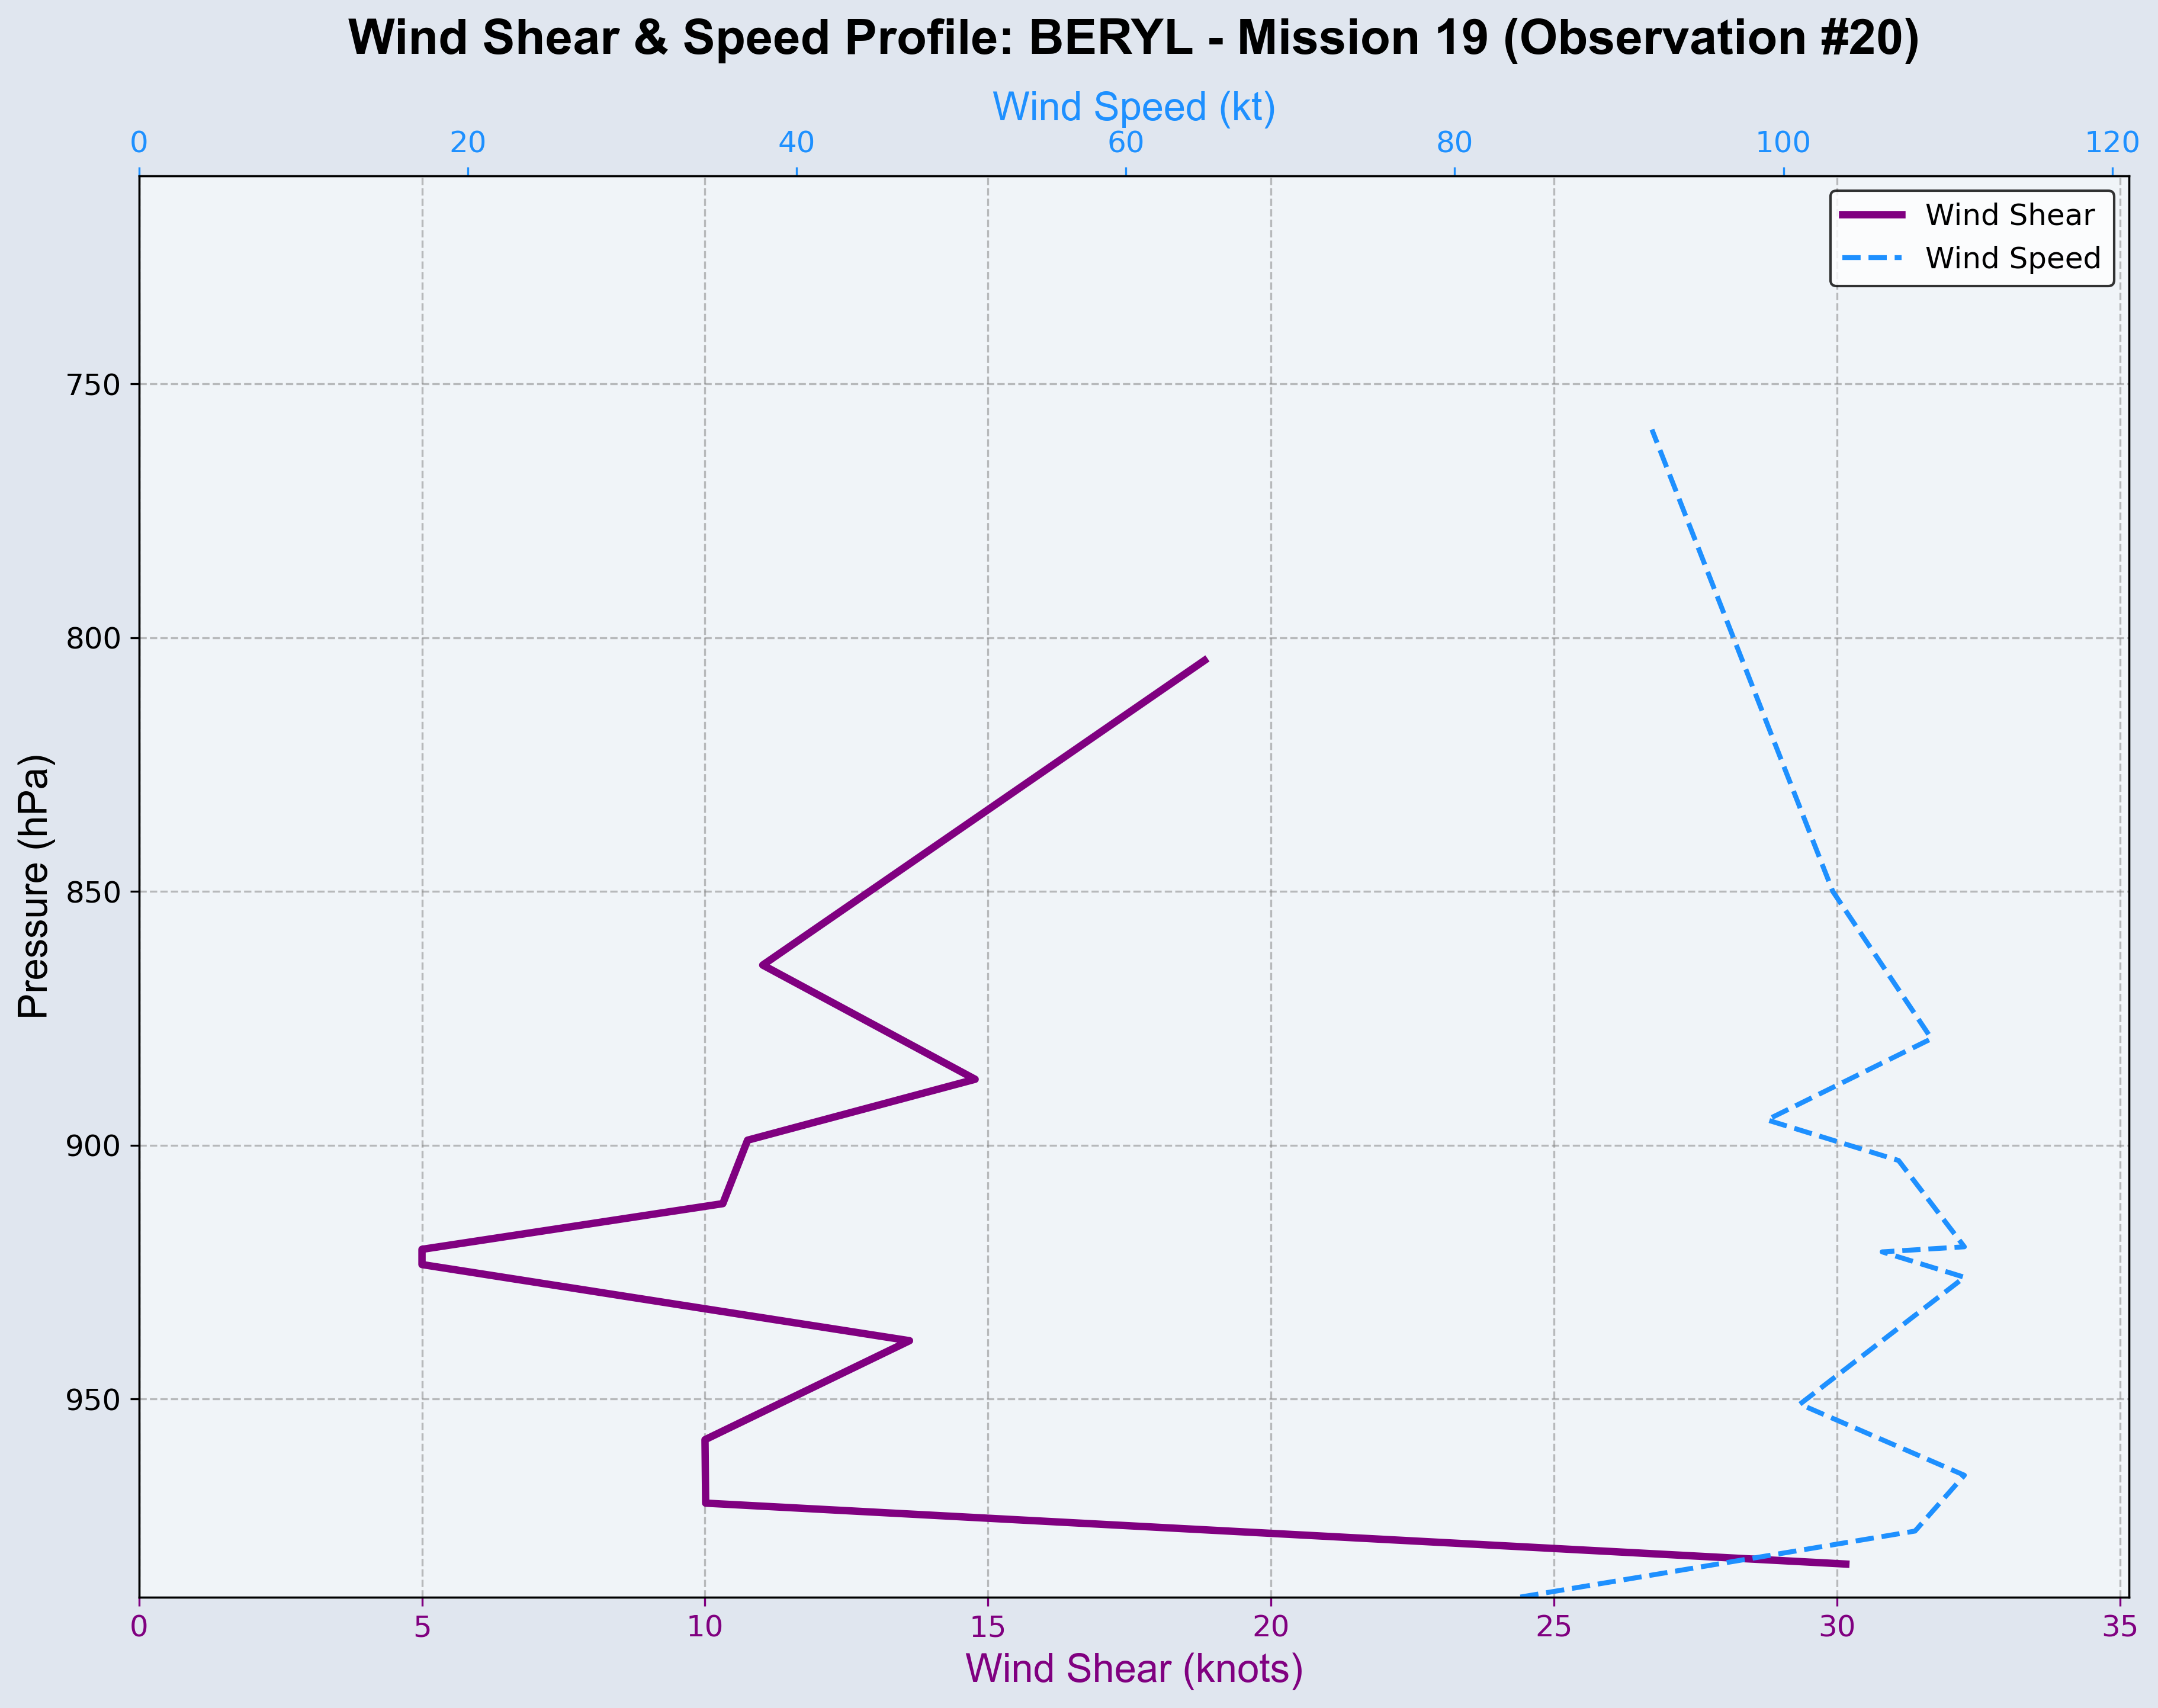 Wind Shear & Speed Profile: BERYL - Mission 19 (Observation #20)
Wind Speed (kt)
0 20 40 60 80 100 120
Wind Shear
Wind Speed
750
800
850
900
950
Pressure (hPa)
0 5 10 15 20 25 30 35
Wind Shear (knots)